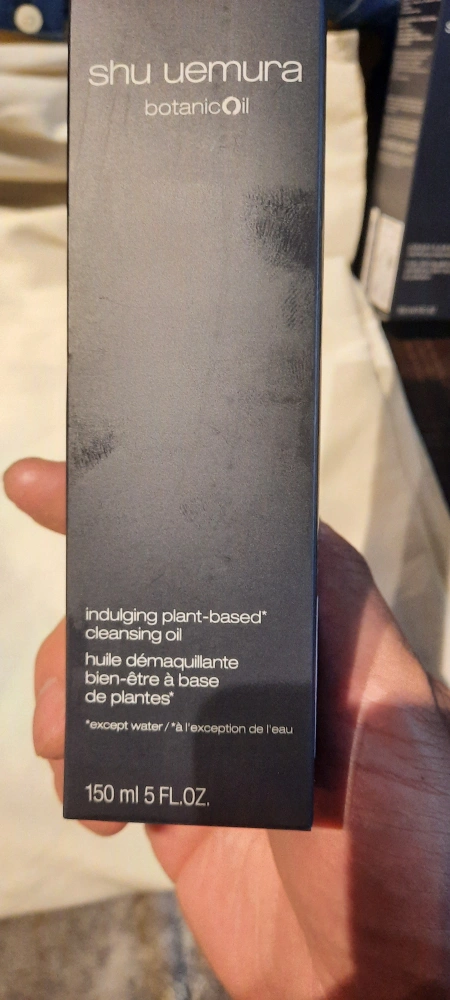 shu uemura
botanicOil
indulging plant-based*
cleansing oil
huile démaquillante
bien-être à base
de plantes*
*except water / *à l'exception de l'eau
150 ml 5 FL.OZ.